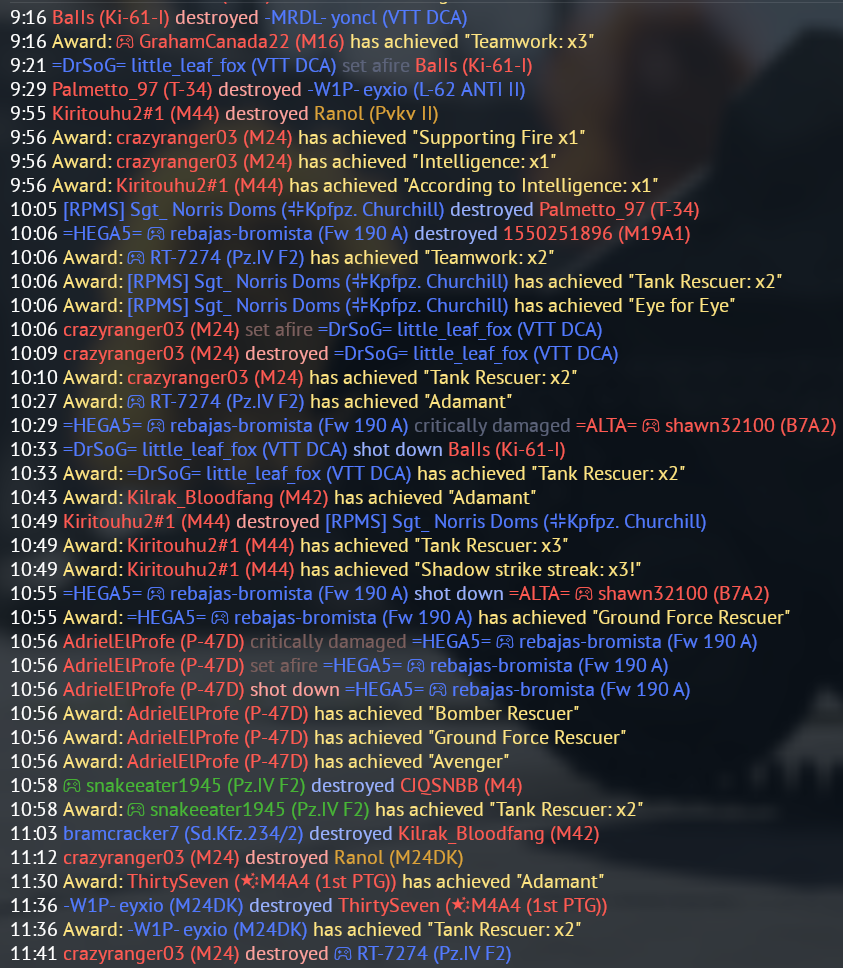 9:16 BaIIs (Ki-61-I) destroyed -MRDL- yoncl (VTT DCA)
9:16 Award: GrahamCanada22 (M16) has achieved "Teamwork: x3"
9:21 =DrSoG= little_leaf_fox (VTT DCA) set afire BaIIs (Ki-61-I)
9:29 Palmetto_97 (T-34) destroyed -W1P- eyxio (L-62 ANTI II)
9:55 Kiritouhu2#1 (M44) destroyed Ranol (Pvkv II)
9:56 Award: crazyranger03 (M24) has achieved "Supporting Fire x1"
9:56 Award: crazyranger03 (M24) has achieved "Intelligence: x1"
9:56 Award: Kiritouhu2#1 (M44) has achieved "According to Intelligence: x1"
10:05 [RPMS] Sgt_ Norris Doms (Kpfpz. Churchill) destroyed Palmetto_97 (T-34)
10:06 =HEGA5= rebajas-bromista (Fw 190 A) destroyed 1550251896 (M19A1)
10:06 Award: RT-7274 (Pz.IV F2) has achieved "Teamwork: x2"
10:06 Award: [RPMS] Sgt_ Norris Doms (Kpfpz. Churchill) has achieved "Tank Rescuer: x2"
10:06 Award: [RPMS] Sgt_ Norris Doms (Kpfpz. Churchill) has achieved "Eye for Eye"
10:06 crazyranger03 (M24) set afire =DrSoG= little_leaf_fox (VTT DCA)
10:09 crazyranger03 (M24) destroyed =DrSoG= little_leaf_fox (VTT DCA)
10:10 Award: crazyranger03 (M24) has achieved "Tank Rescuer: x2"
10:27 Award: RT-7274 (Pz.IV F2) has achieved "Adamant"
10:29 =HEGA5= rebajas-bromista (Fw 190 A) critically damaged =ALTA= shawn32100 (B7A2)
10:33 =DrSoG= little_leaf_fox (VTT DCA) shot down BaIIs (Ki-61-I)
10:33 Award: =DrSoG= little_leaf_fox (VTT DCA) has achieved "Tank Rescuer: x2"
10:43 Award: Kilrak_Bloodfang (M42) has achieved "Adamant"
10:49 Kiritouhu2#1 (M44) destroyed [RPMS] Sgt_ Norris Doms (Kpfpz. Churchill)
10:49 Award: Kiritouhu2#1 (M44) has achieved "Tank Rescuer: x3"
10:49 Award: Kiritouhu2#1 (M44) has achieved "Shadow strike streak: x3!"
10:55 =HEGA5= rebajas-bromista (Fw 190 A) shot down =ALTA= shawn32100 (B7A2)
10:55 Award: =HEGA5= rebajas-bromista (Fw 190 A) has achieved "Ground Force Rescuer"
10:56 AdrielElProfe (P-47D) critically damaged =HEGA5= rebajas-bromista (Fw 190 A)
10:56 AdrielElProfe (P-47D) set afire =HEGA5= rebajas-bromista (Fw 190 A)
10:56 AdrielElProfe (P-47D) shot down =HEGA5= rebajas-bromista (Fw 190 A)
10:56 Award: AdrielElProfe (P-47D) has achieved "Bomber Rescuer"
10:56 Award: AdrielElProfe (P-47D) has achieved "Ground Force Rescuer"
10:56 Award: AdrielElProfe (P-47D) has achieved "Avenger"
10:58 snakeeater1945 (Pz.IV F2) destroyed CJQSNBB (M4)
10:58 Award: snakeeater1945 (Pz.IV F2) has achieved "Tank Rescuer: x2"
11:03 bramcracker7 (Sd.Kfz.234/2) destroyed Kilrak_Bloodfang (M42)
11:12 crazyranger03 (M24) destroyed Ranol (M24DK)
11:30 Award: ThirtySeven (M4A4 (1st PTG)) has achieved "Adamant"
11:36 -W1P- eyxio (M24DK) destroyed ThirtySeven (M4A4 (1st PTG))
11:36 Award: -W1P- eyxio (M24DK) has achieved "Tank Rescuer: x2"
11:41 crazyranger03 (M24) destroyed RT-7274 (Pz.IV F2)